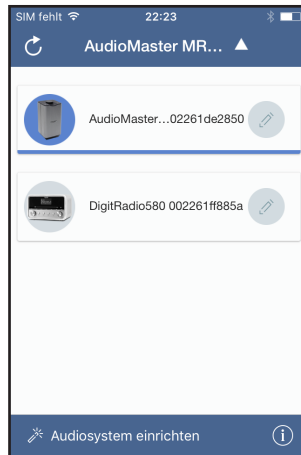 SIM fehlt 22:23
AudioMaster MR... ▲
AudioMaster...02261de2850
DigitRadio580 002261ff885a
Audiosystem einrichten